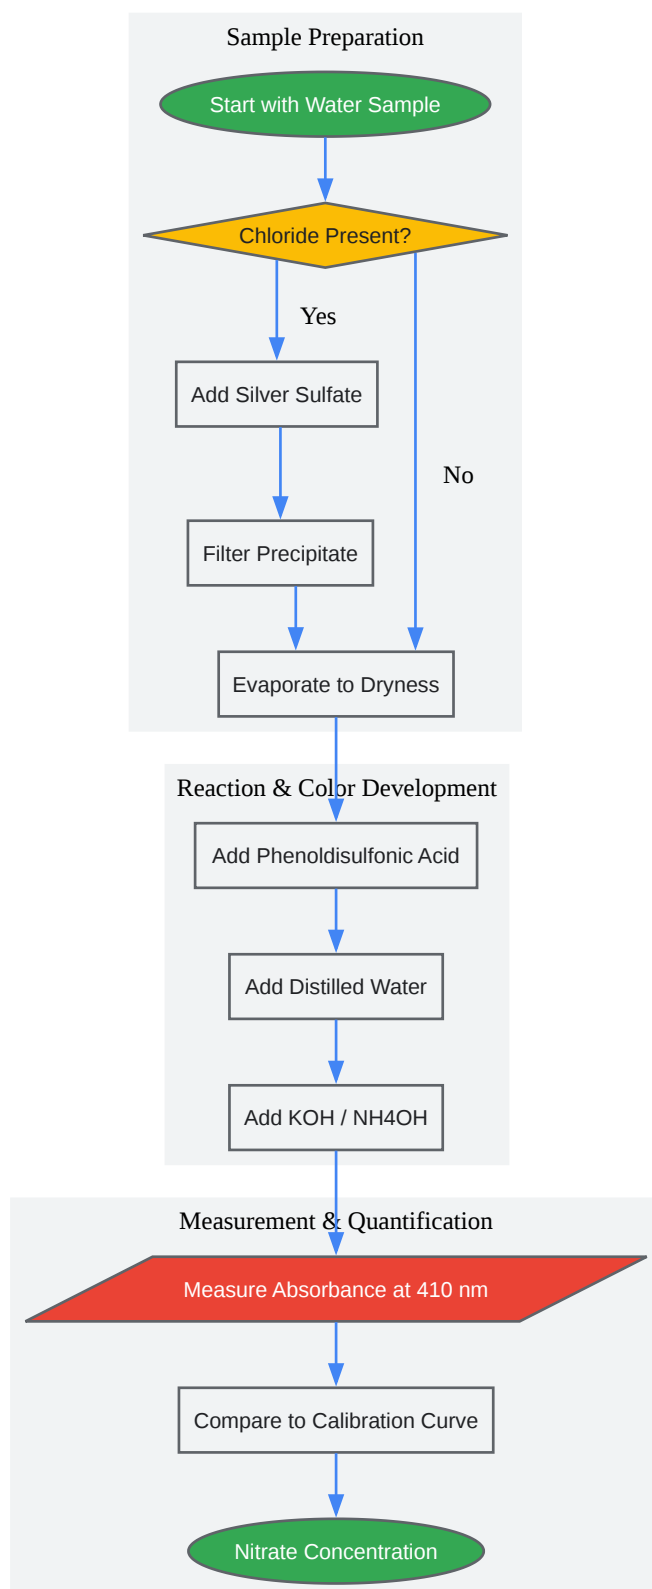 Sample Preparation
Start with Water Sample
Chloride Present?
Yes
Add Silver Sulfate
No
Filter Precipitate
Evaporate to Dryness
Reaction & Color Development
Add Phenoldisulfonic Acid
Add Distilled Water
Add KOH / NH4OH
Measurement & Quantification
Measure Absorbance at 410 nm
Compare to Calibration Curve
Nitrate Concentration